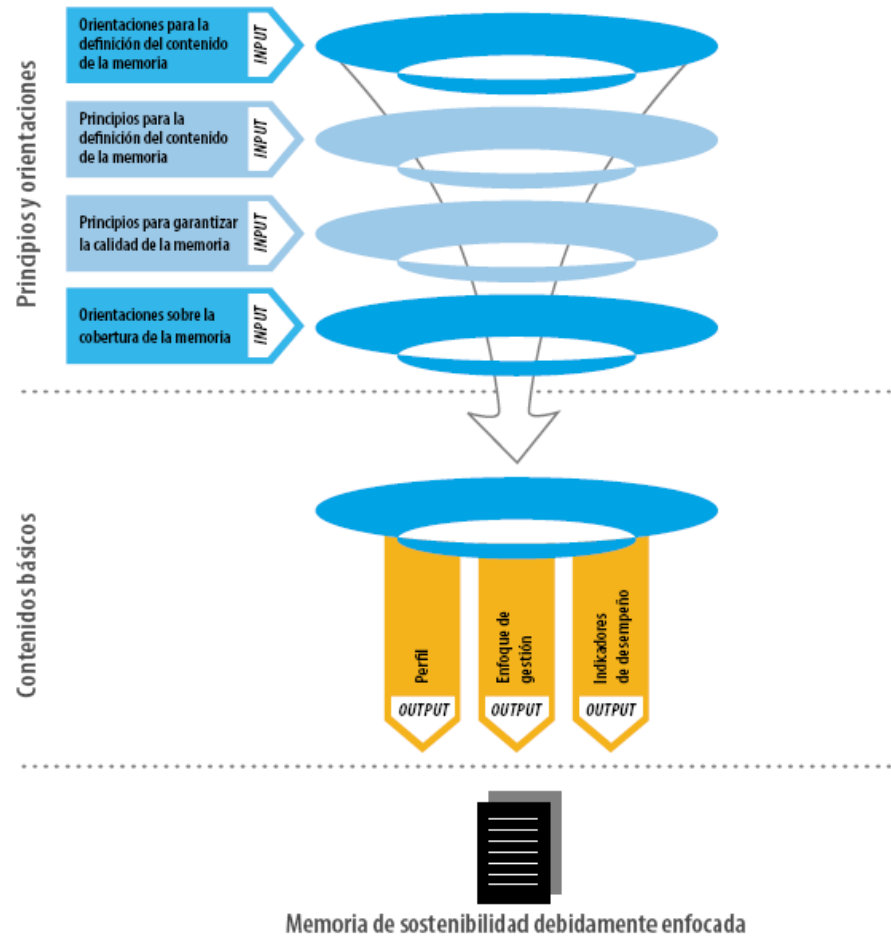 Principios y orientaciones
Orientaciones para la
definición del contenido
de la memoria
INPUT
Principios para la
definición del contenido
de la memoria
INPUT
Principios para garantizar
la calidad de la memoria
INPUT
Orientaciones sobre la
cobertura de la memoria
INPUT
Contenidos básicos
Perfil
OUTPUT
Enfoque de
gestión
OUTPUT
Indicadores
de desempeño
OUTPUT
Memoria de sostenibilidad debidamente enfocada